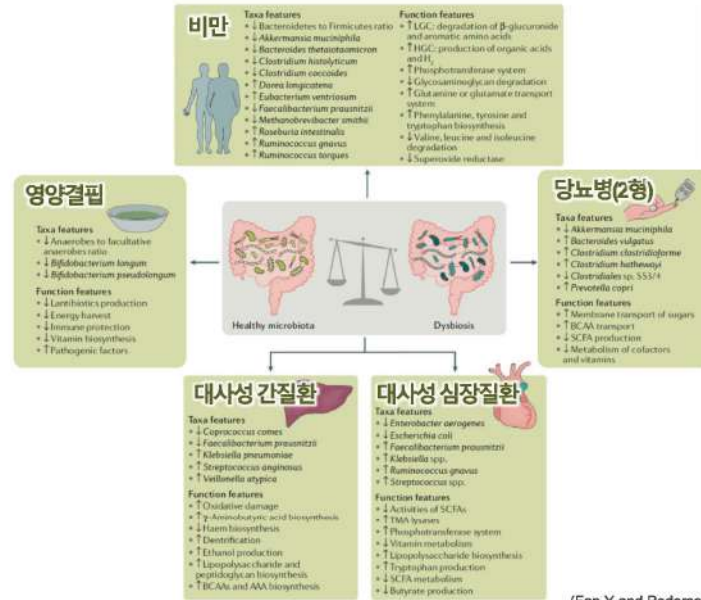 비만
Taxa features
• ↓Bacteroidetes to Firmicutes ratio
• ↓Akkermansia muciniphila
• ↓Bacteroides thetaiotaomicron
• ↓Clostridium histolyticum
• ↓Clostridium coccoides
• ↑Dorea longicatena
• ↑Eubacterium ventriosum
• ↓Faecalibacterium prausnitzii
• ↓Methanobrevibacter smithii
• ↑Roseburia intestinalis
• ↑Ruminococcus gnavus
• ↑Ruminococcus torques
Function features
• ↑LGC: degradation of β-glucuronide
and aromatic amino acids
• ↑HGC: production of organic acids
and H₂
• ↑Phosphotransferase system
• ↓Glycosaminoglycan degradation
• ↑Glutamine or glutamate transport
system
• ↑Phenylalanine, tyrosine and
tryptophan biosynthesis
• ↓Valine, leucine and isoleucine
degradation
• ↓Superoxide reductase
영양결핍
Taxa features
• ↓Anaerobes to facultative
anaerobes ratio
• ↓Bifidobacterium longum
• ↓Bifidobacterium pseudolongum
Function features
• ↓Lantibiotics production
• ↓Energy harvest
• ↓Immune protection
• ↓Vitamin biosynthesis
• ↑Pathogenic factors
Healthy microbiota
Dysbiosis
당뇨병(2형)
Taxa features
• ↓Akkermansia muciniphila
• ↑Bacteroides vulgatus
• ↑Clostridium clostridioforme
• ↑Clostridium hathewayi
• ↓Clostridiales sp. SS3/4
• ↑Prevotella copri
Function features
• ↑Membrane transport of sugars
• ↑BCAA transport
• ↓SCFA production
• ↓Metabolism of cofactors
and vitamins
대사성 간질환
Taxa features
• ↓Coprococcus comes
• ↓Faecalibacterium prausnitzii
• ↑Klebsiella pneumoniae
• ↑Streptococcus anginosus
• ↑Veillonella atypica
Function features
• ↑Oxidative damage
• ↑γ-Aminobutyric acid biosynthesis
• ↓Haem biosynthesis
• ↑Dentrification
• ↑Ethanol production
• ↑Lipopolysaccharide and
peptidoglycan biosynthesis
• ↑BCAAs and AAA biosynthesis
대사성 심장질환
Taxa features
• ↓Enterobacter aerogenes
• ↓Escherichia coli
• ↑Faecalibacterium prausnitzii
• ↑Klebsiella spp.
• ↑Ruminococcus gnavus
• ↑Streptococcus spp.
Function features
• ↓Activities of SCFAs
• ↑TMA lysases
• ↑Phosphotransferase system
• ↓Vitamin metabolism
• ↑Lipopolysaccharide biosynthesis
• ↑Tryptophan production
• ↓SCFA metabolism
• ↓Butyrate production